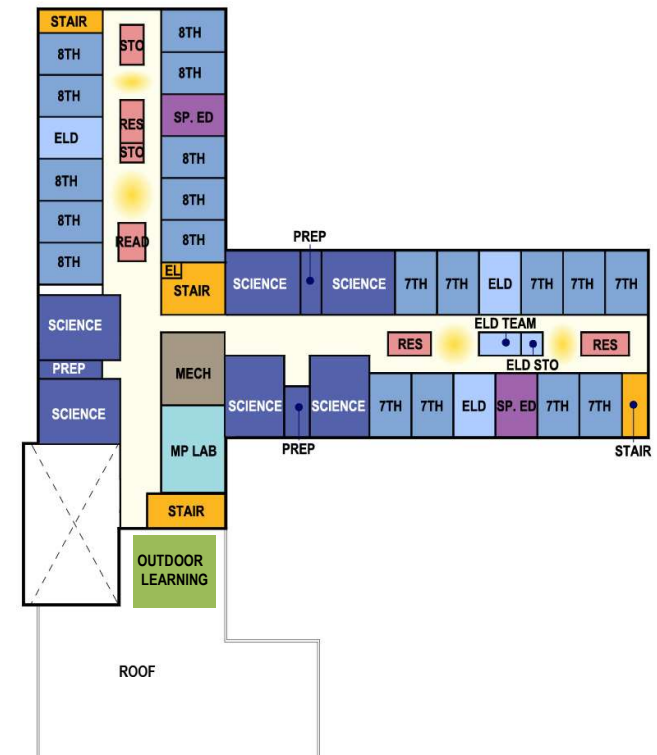 STAIR
8TH
STO
8TH
8TH
8TH
RES
SP. ED
ELD
STO
8TH
8TH
8TH
8TH
READ
8TH
8TH
EL
STAIR
PREP
SCIENCE
SCIENCE
7TH
7TH
ELD
7TH
7TH
7TH
SCIENCE
ELD TEAM
RES
RES
ELD STO
PREP
MECH
SCIENCE
SCIENCE
SCIENCE
7TH
7TH
ELD
SP. ED
7TH
7TH
PREP
STAIR
MP LAB
STAIR
OUTDOOR
LEARNING
ROOF